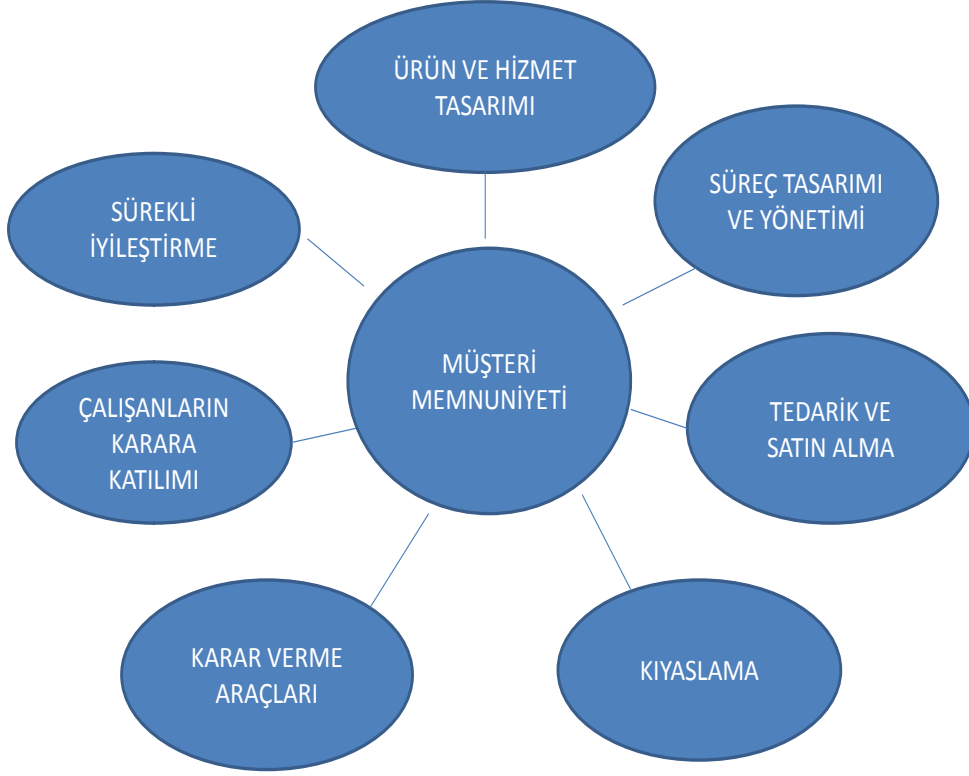 ÜRÜN VE HİZMET
TASARIMI
SÜREÇ TASARIMI
VE YÖNETİMİ
SÜREKLİ
İYİLEŞTİRME
MÜŞTERİ
MEMNUNİYETİ
ÇALIŞANLARIN
KARARA
KATILIMI
TEDARİK VE
SATIN ALMA
KARAR VERME
ARAÇLARI
KIYASLAMA